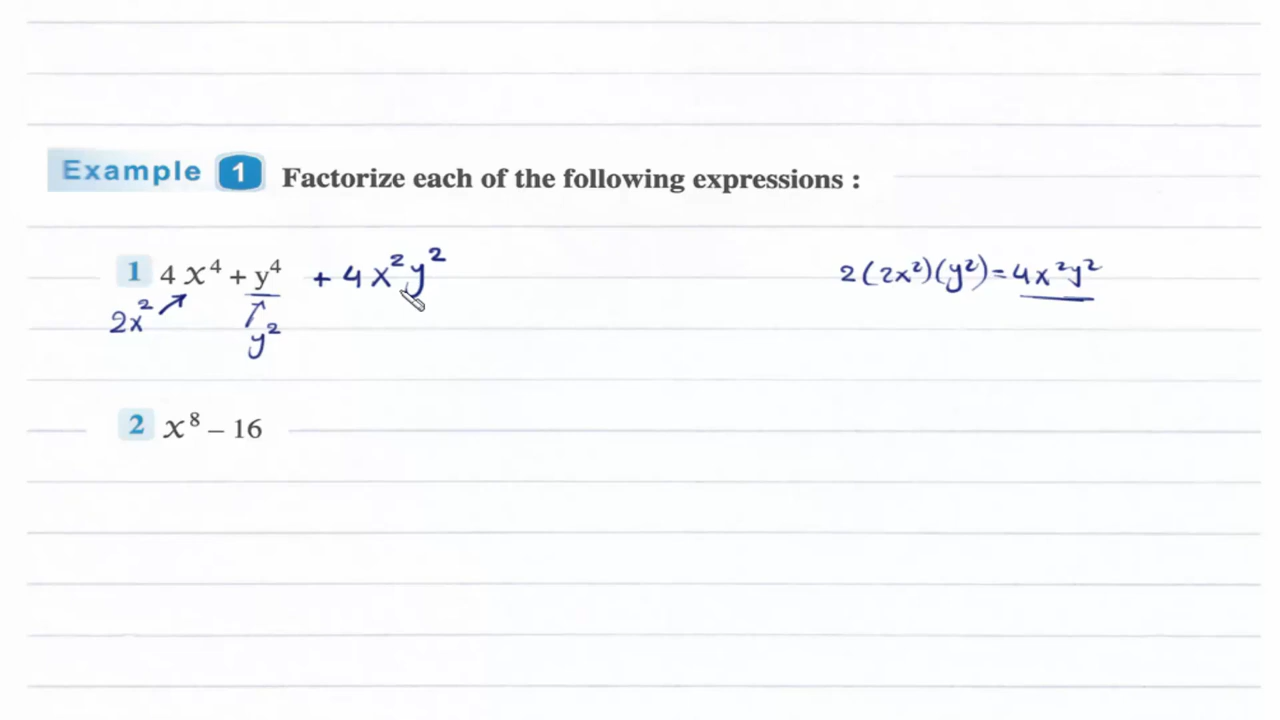 Example 1 Factorize each of the following expressions :
1 4x⁴ + y⁴ + 4x²y² 2(2x²)(y²)=4x²y²
2x² y²
2 x⁸ – 16